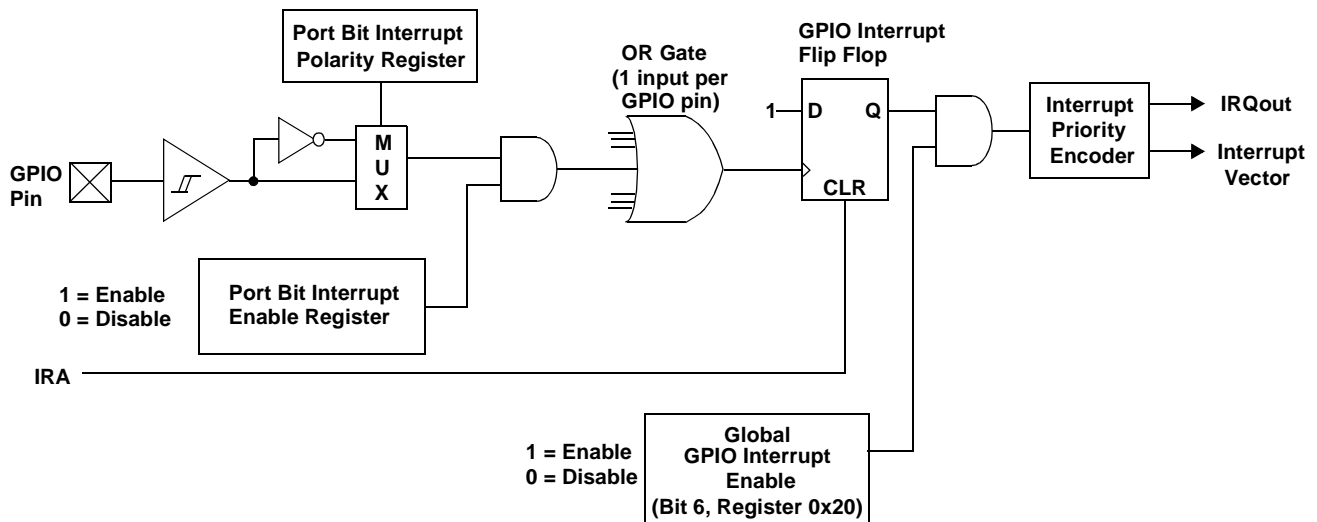 Port Bit Interrupt
Polarity Register
OR Gate
(1 input per
GPIO pin)
GPIO Interrupt
Flip Flop
GPIO
Pin
M
U
X
1
D
Q
CLR
Interrupt
Priority
Encoder
IRQout
Interrupt
Vector
1 = Enable
0 = Disable
Port Bit Interrupt
Enable Register
IRA
1 = Enable
0 = Disable
Global
GPIO Interrupt
Enable
(Bit 6, Register 0x20)